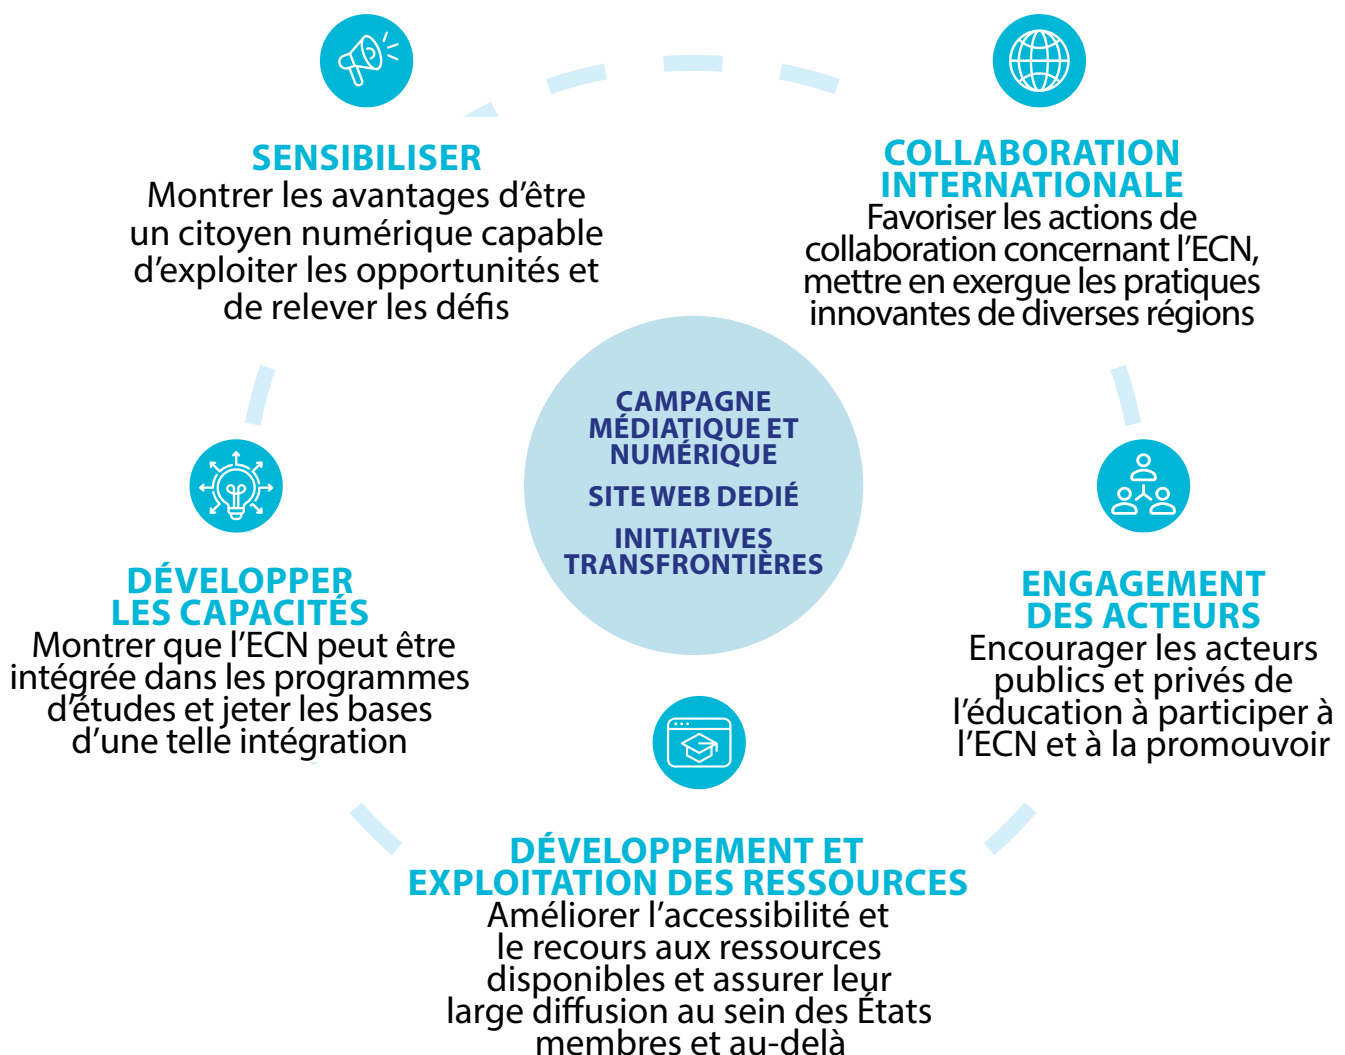 SENSIBILISER
Montrer les avantages d’être
un citoyen numérique capable
d’exploiter les opportunités et
de relever les défis
COLLABORATION
INTERNATIONALE
Favoriser les actions de
collaboration concernant l’ECN,
mettre en exergue les pratiques
innovantes de diverses régions
CAMPAGNE
MÉDIATIQUE ET
NUMÉRIQUE
SITE WEB DEDIÉ
INITIATIVES
TRANSFRONTIÈRES
DÉVELOPPER
LES CAPACITÉS
Montrer que l’ECN peut être
intégrée dans les programmes
d’études et jeter les bases
d’une telle intégration
ENGAGEMENT
DES ACTEURS
Encourager les acteurs
publics et privés de
l’éducation à participer à
l’ECN et à la promouvoir
DÉVELOPPEMENT ET
EXPLOITATION DES RESSOURCES
Améliorer l’accessibilité et
le recours aux ressources
disponibles et assurer leur
large diffusion au sein des États
membres et au-delà